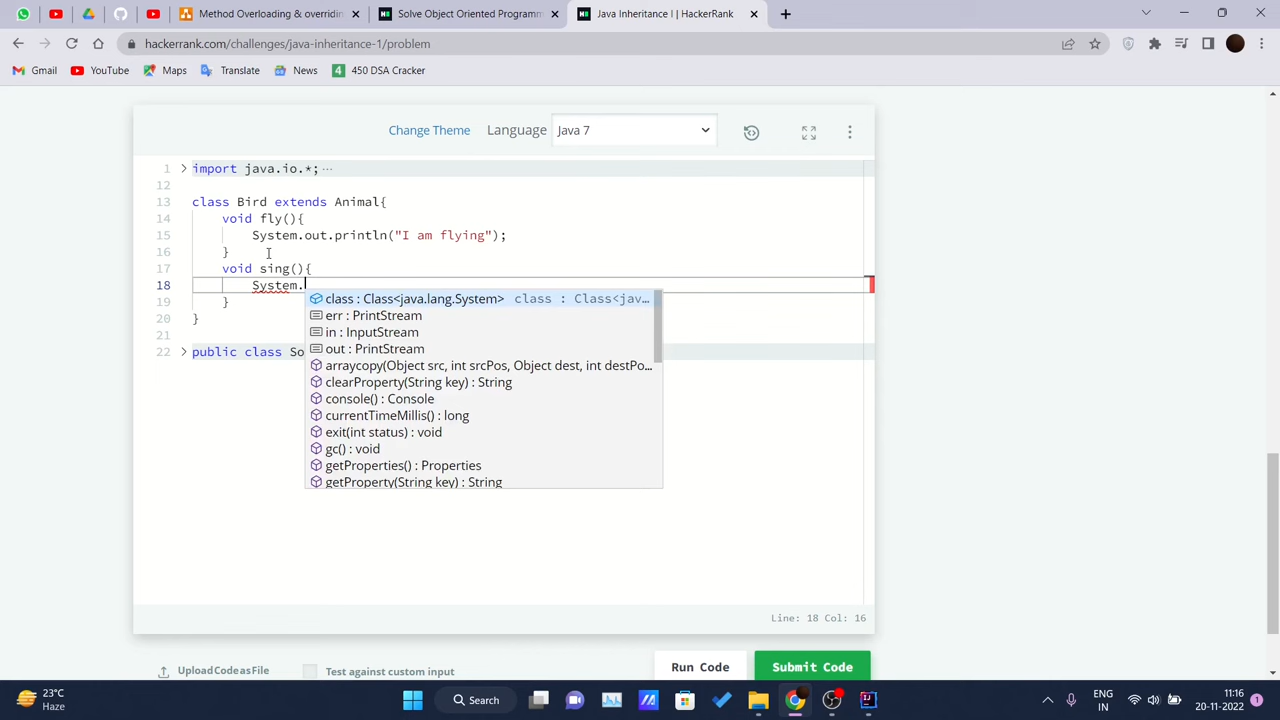 Method Overloading & overridin
Solve Object Oriented Programm
Java Inheritance I | HackerRank
hackerrank.com/challenges/java-inheritance-1/problem
Gmail
YouTube
Maps
Translate
News
4 450 DSA Cracker
Change Theme
Language
Java 7
1 import java.io.*;
12
13 class Bird extends Animal{
14 void fly(){
15 System.out.println("I am flying");
16 }
17 void sing(){
18 System.
19 }
20 }
21
22 public class So
class : Class<java.lang.System> class : Class<jav...
err : PrintStream
in : InputStream
out : PrintStream
arraycopy(Object src, int srcPos, Object dest, int destPo...
clearProperty(String key) : String
console() : Console
currentTimeMillis() : long
exit(int status) : void
gc() : void
getProperties() : Properties
getProperty(String key) : String
Line: 18 Col: 16
Upload Code as File
Test against custom input
Run Code
Submit Code
23°C
Haze
Search
ENG
IN
11:16
20-11-2022
1